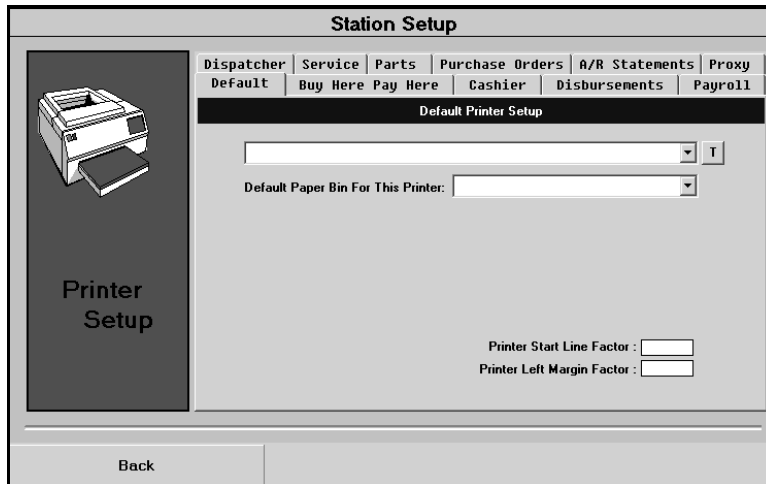 Station Setup
Dispatcher Service Parts Purchase Orders A/R Statements Proxy
Default Buy Here Pay Here Cashier Disbursements Payroll
Default Printer Setup
T
Default Paper Bin For This Printer:
Printer
Setup
Printer Start Line Factor :
Printer Left Margin Factor :
Back